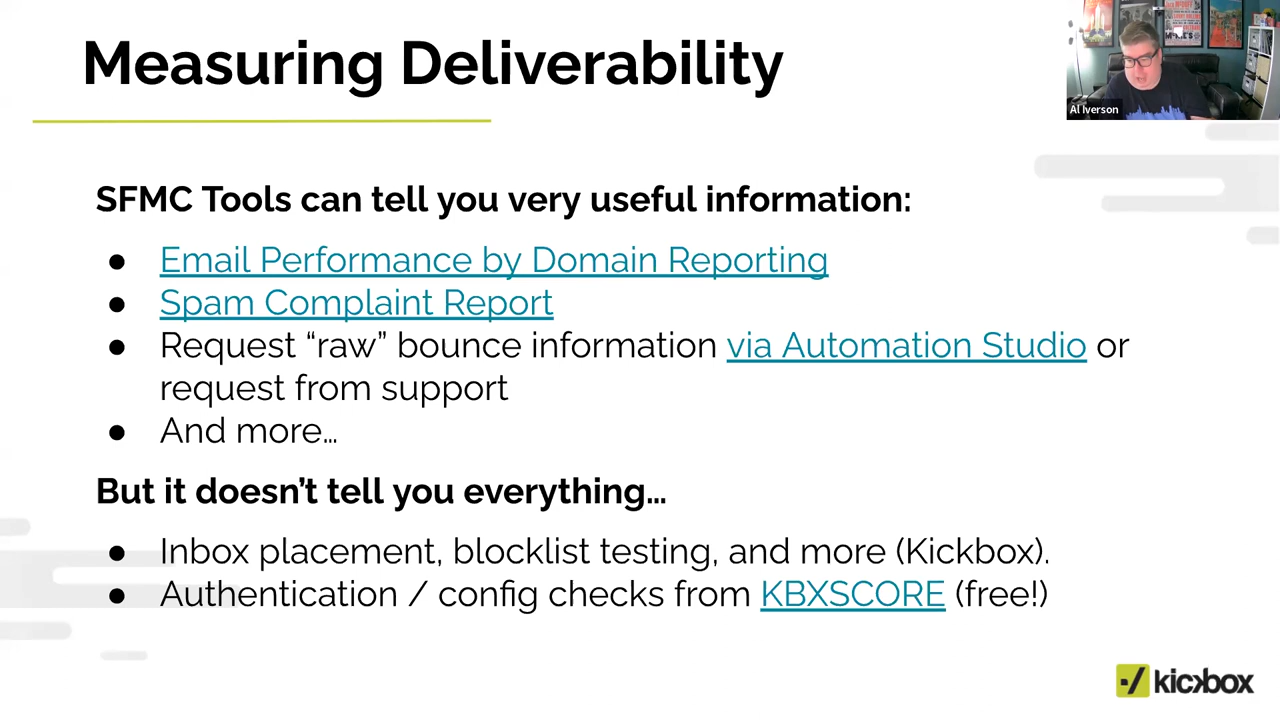 Measuring Deliverability
Al Iverson
SFMC Tools can tell you very useful information:
● Email Performance by Domain Reporting
● Spam Complaint Report
● Request “raw” bounce information via Automation Studio or
request from support
● And more…
But it doesn’t tell you everything…
● Inbox placement, blocklist testing, and more (Kickbox).
● Authentication / config checks from KBXSCORE (free!)
kickbox